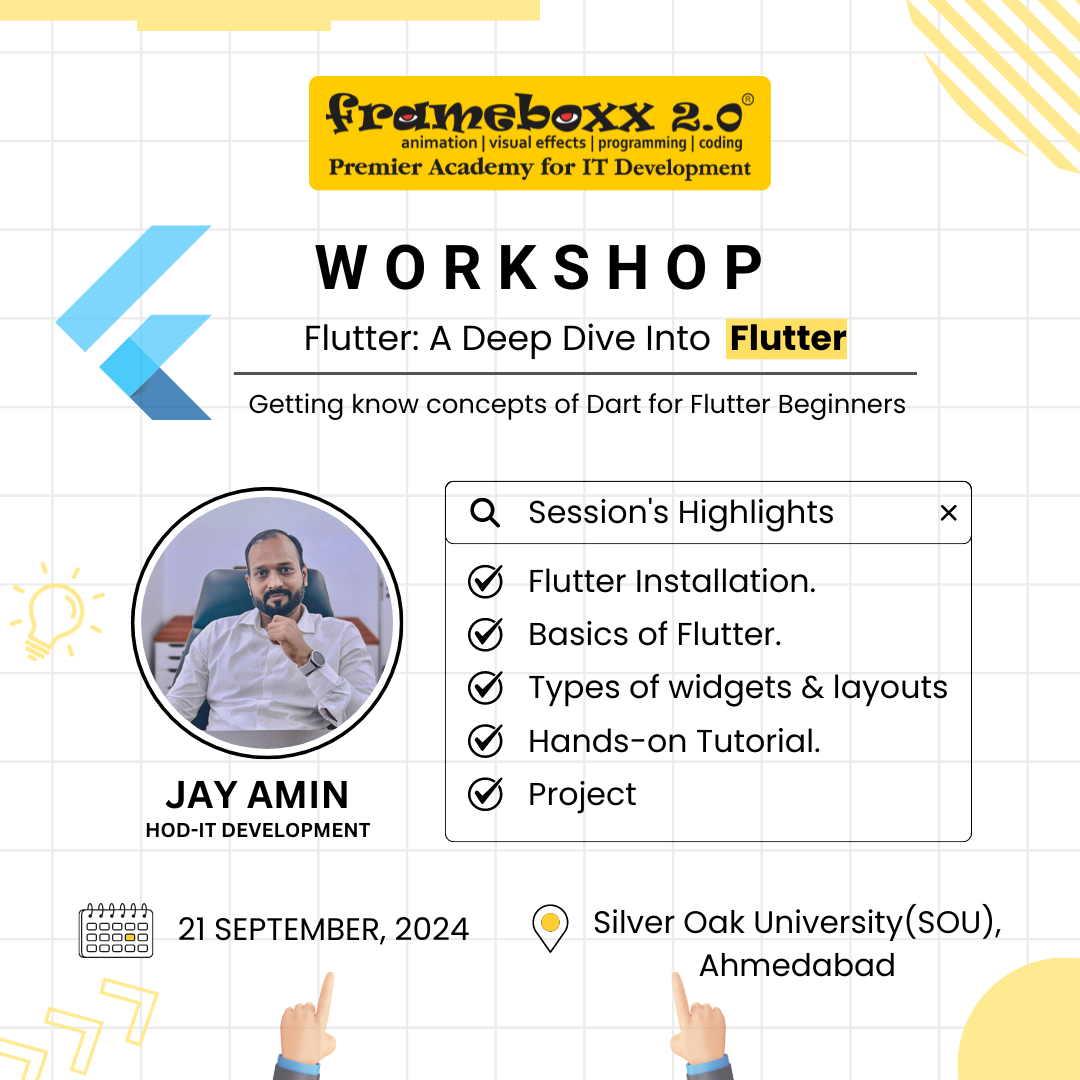 frameboxx 2.0®
animation | visual effects | programming | coding
Premier Academy for IT Development
WORKSHOP
Flutter: A Deep Dive Into Flutter
Getting know concepts of Dart for Flutter Beginners
Session's Highlights
Flutter Installation.
Basics of Flutter.
Types of widgets & layouts
Hands-on Tutorial.
Project
JAY AMIN
HOD-IT DEVELOPMENT
21 SEPTEMBER, 2024
Silver Oak University(SOU),
Ahmedabad